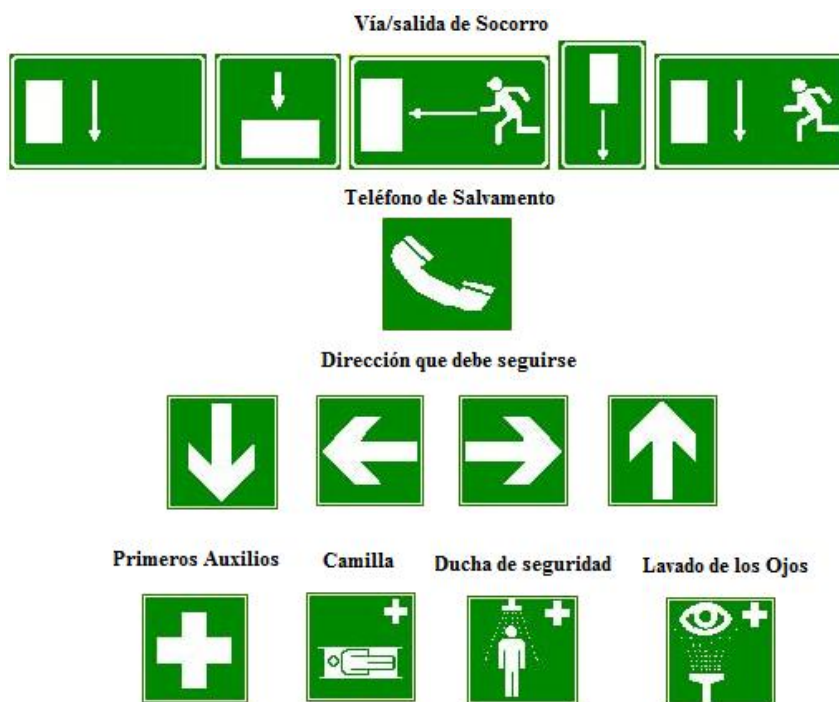 Vía/salida de Socorro
Teléfono de Salvamento
Dirección que debe seguirse
Primeros Auxilios
Camilla
Ducha de seguridad
Lavado de los Ojos